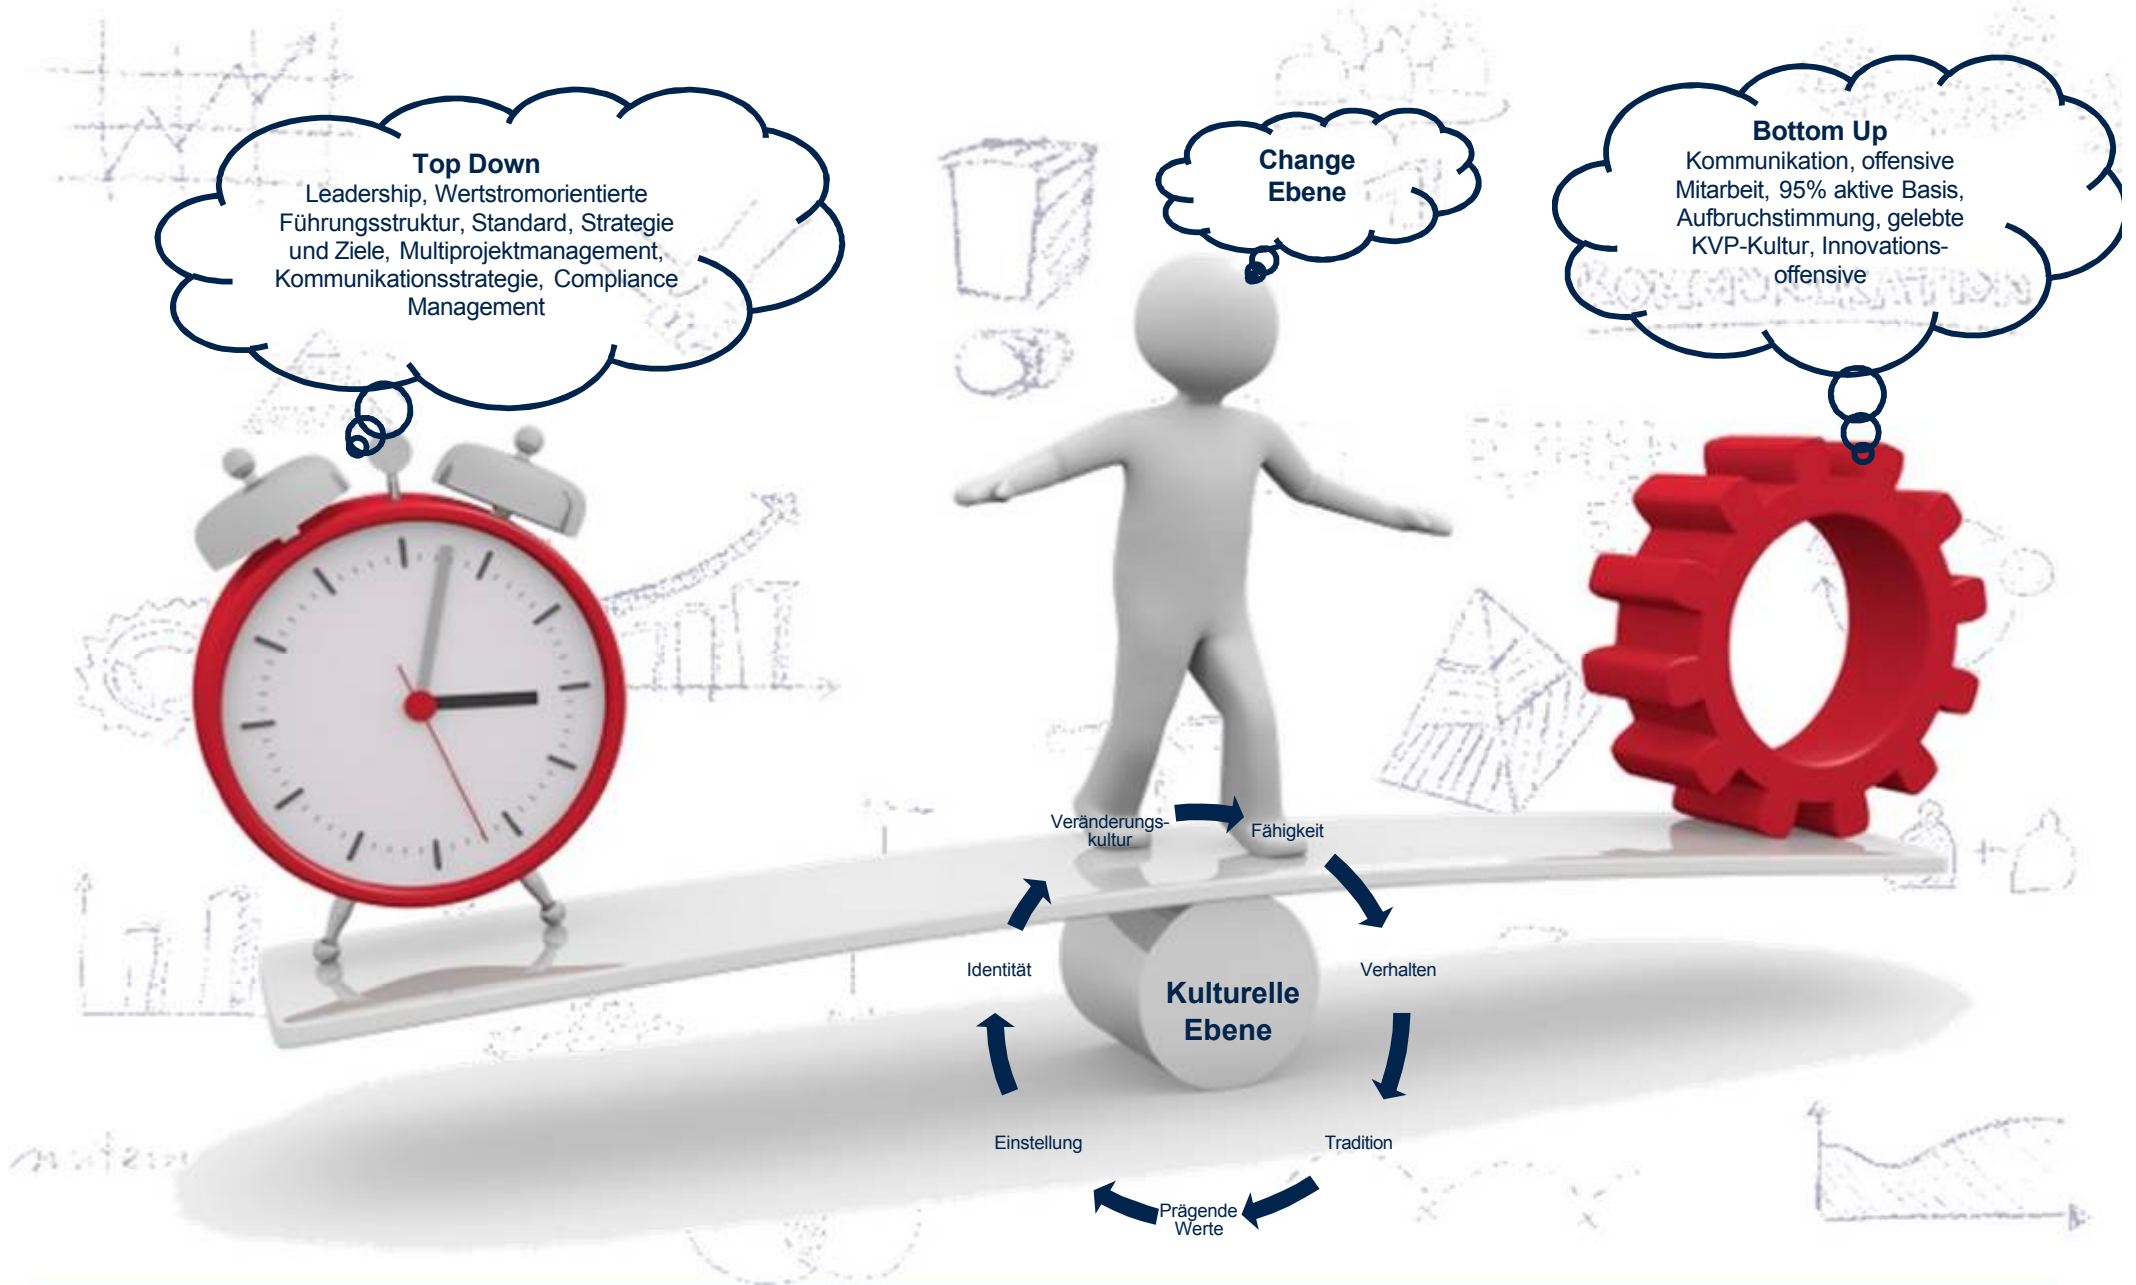 Top Down
Leadership, Wertstromorientierte
Führungsstruktur, Standard, Strategie
und Ziele, Multiprojektmanagement,
Kommunikationsstrategie, Compliance
Management
Change
Ebene
Bottom Up
Kommunikation, offensive
Mitarbeit, 95% aktive Basis,
Aufbruchstimmung, gelebte
KVP-Kultur, Innovations-
offensive
KOMMUNIKATION
Veränderungs-
kultur
Fähigkeit
Identität
Verhalten
Kulturelle
Ebene
Einstellung
Tradition
Prägende
Werte